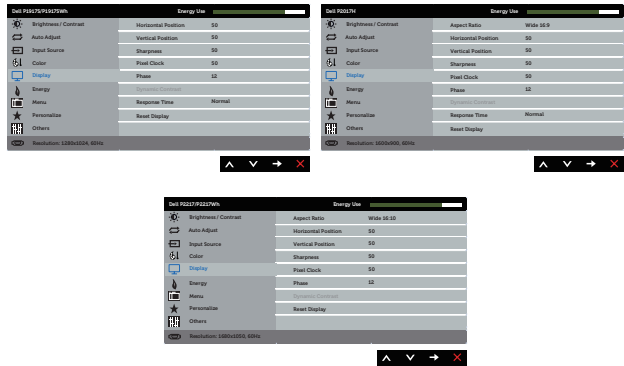 Dell P1917S/P1917SWh Energy Use
Brightness / Contrast Horizontal Position 50
Auto Adjust Vertical Position 50
Input Source Sharpness 50
Color Pixel Clock 50
Display Phase 12
Energy Dynamic Contrast
Menu Response Time Normal
Personalize Reset Display
Others
Resolution: 1280x1024, 60Hz
Dell P2017H Energy Use
Brightness / Contrast Aspect Ratio Wide 16:9
Auto Adjust Horizontal Position 50
Input Source Vertical Position 50
Color Sharpness 50
Display Pixel Clock 50
Energy Phase 12
Menu Dynamic Contrast
Personalize Response Time Normal
Others Reset Display
Resolution: 1600x900, 60Hz
Dell P2217/P2217Wh Energy Use
Brightness / Contrast Aspect Ratio Wide 16:10
Auto Adjust Horizontal Position 50
Input Source Vertical Position 50
Color Sharpness 50
Display Pixel Clock 50
Energy Phase 12
Menu Dynamic Contrast
Personalize Reset Display
Others
Resolution: 1680x1050, 60Hz